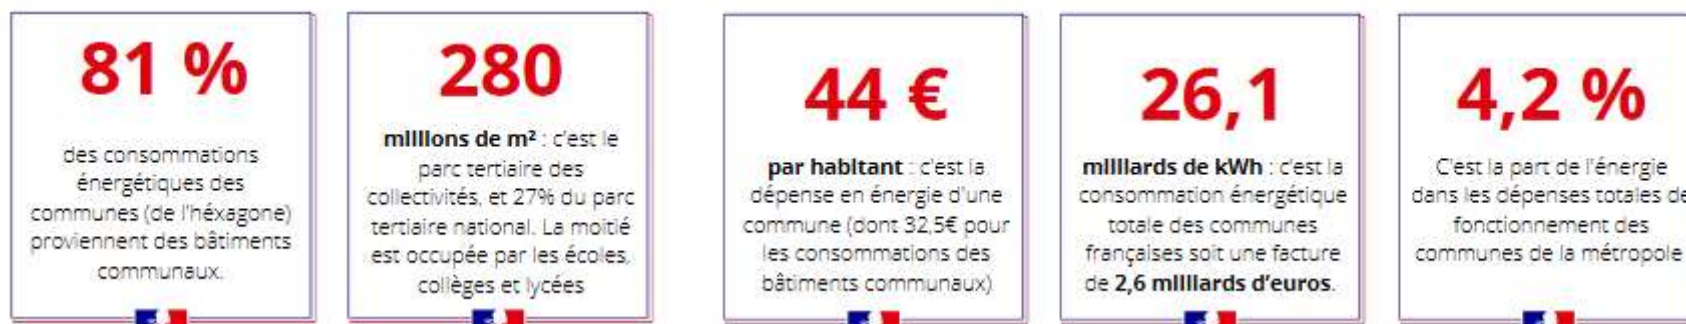 81 %
des consommations
énergétiques des
communes (de l'héxagone)
proviennent des bâtiments
communaux.
280
millions de m² : c'est le
parc tertiaire des
collectivités, et 27% du parc
tertiaire national. La moitié
est occupée par les écoles,
collèges et lycées
44 €
par habitant : c'est la
dépense en énergie d'une
commune (dont 32,5€ pour
les consommations des
bâtiments communaux)
26,1
milliards de kWh : c'est la
consommation énergétique
totale des communes
françaises soit une facture
de 2,6 milliards d'euros.
4,2 %
C'est la part de l'énergie
dans les dépenses totales de
fonctionnement des
communes de la métropole